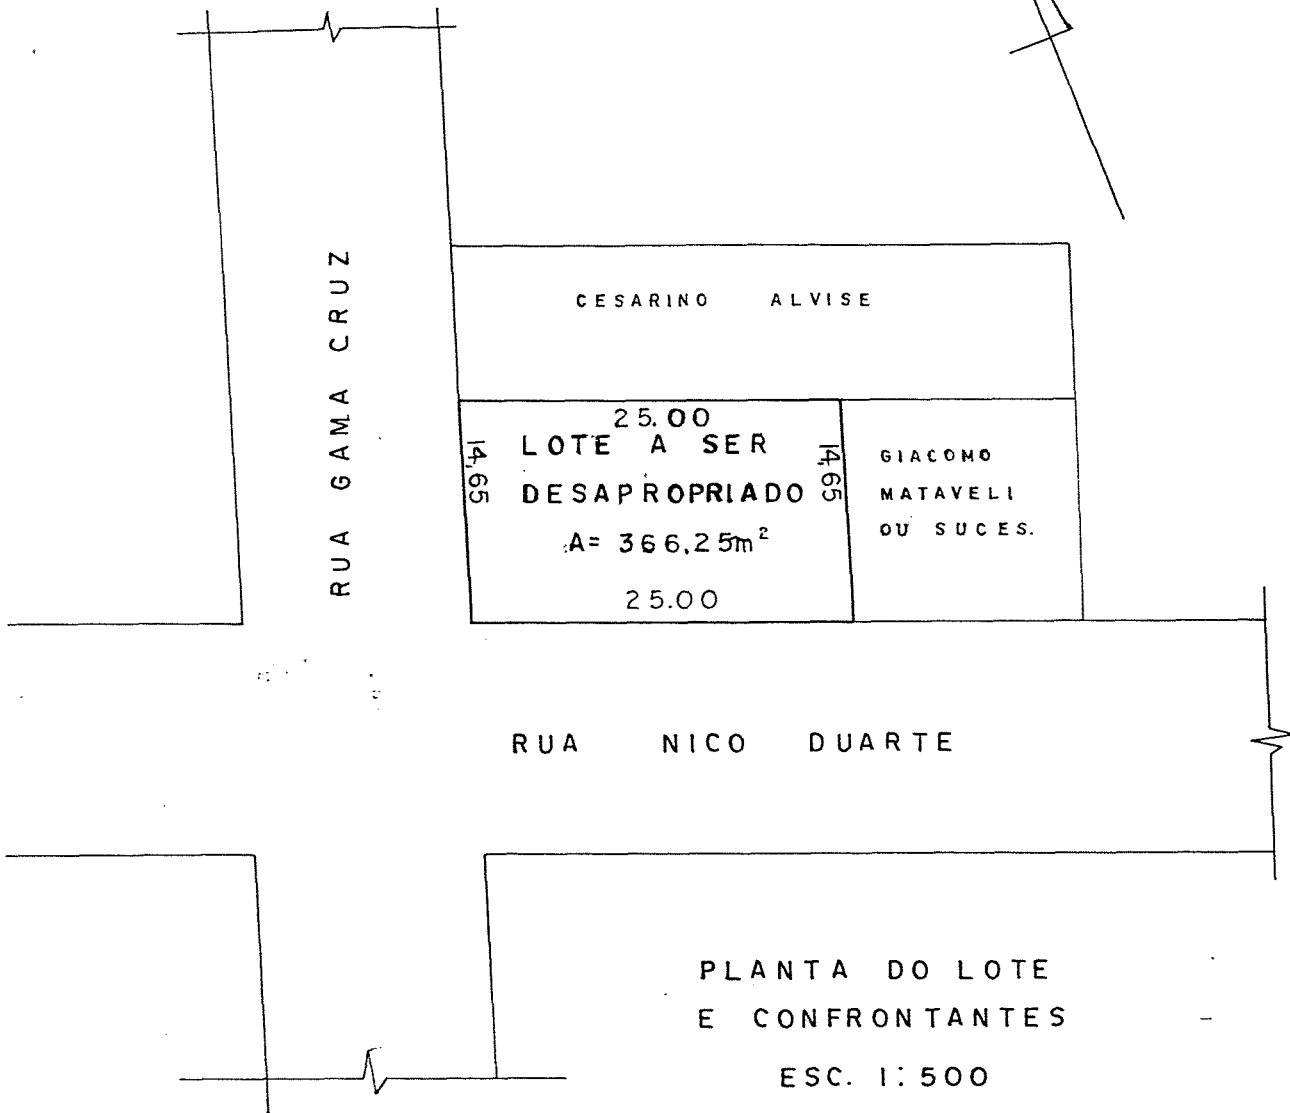 RUA GAMA CRUZ
CESARINO ALVISE
25.00
LOTE A SER
DESAPROPRIADO
A= 366,25m²
25.00
14,65
14,65
GIACOMO
MATAVELI
OU SUCES.
RUA NICO DUARTE
PLANTA DO LOTE
E CONFRONTANTES
ESC. 1:500